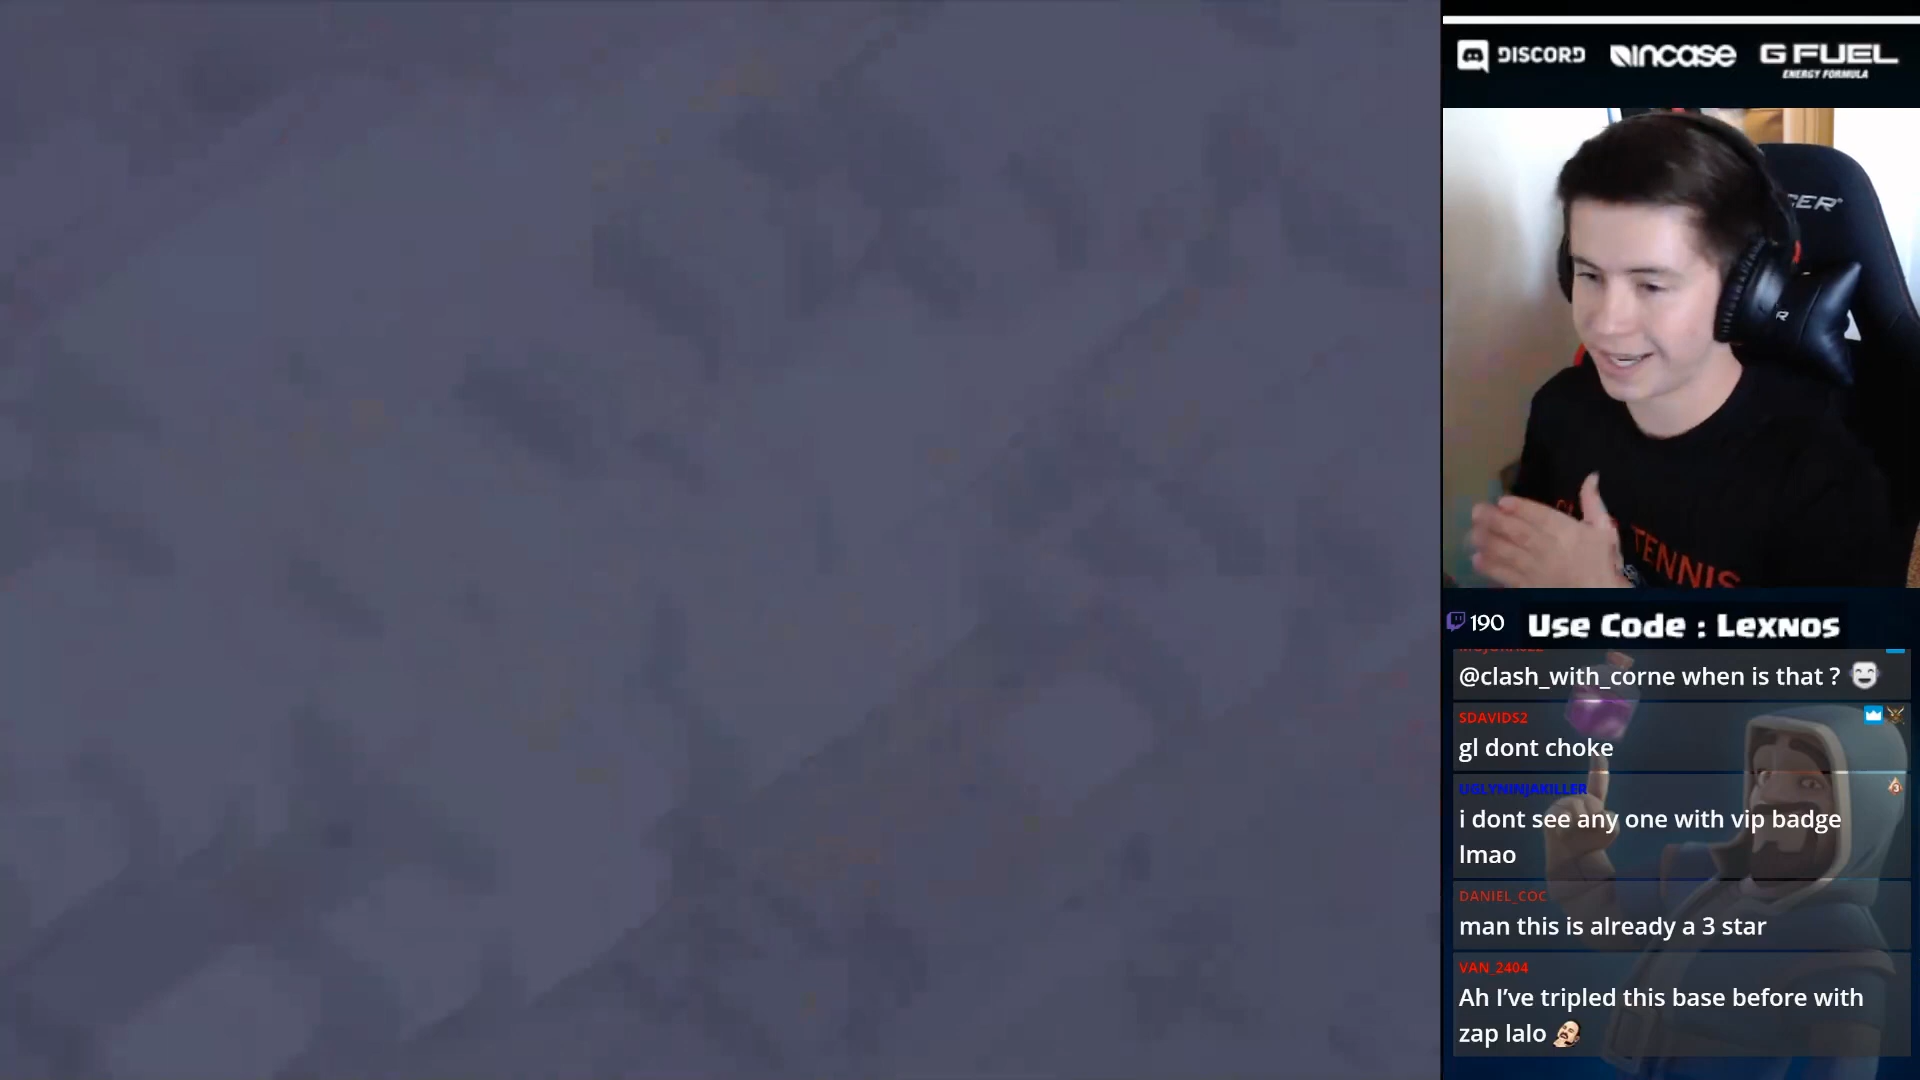 DISCORD INCASE G FUEL
ENERGY FORMULA
CER
R
TENNIS
190 Use Code : Lexnos
@clash_with_corne when is that ?
SDAVIDS2
gl dont choke
UGLYNINJAKILLER
i dont see any one with vip badge
lmao
DANIEL_COC
man this is already a 3 star
VAN_2404
Ah I’ve tripled this base before with
zap lalo